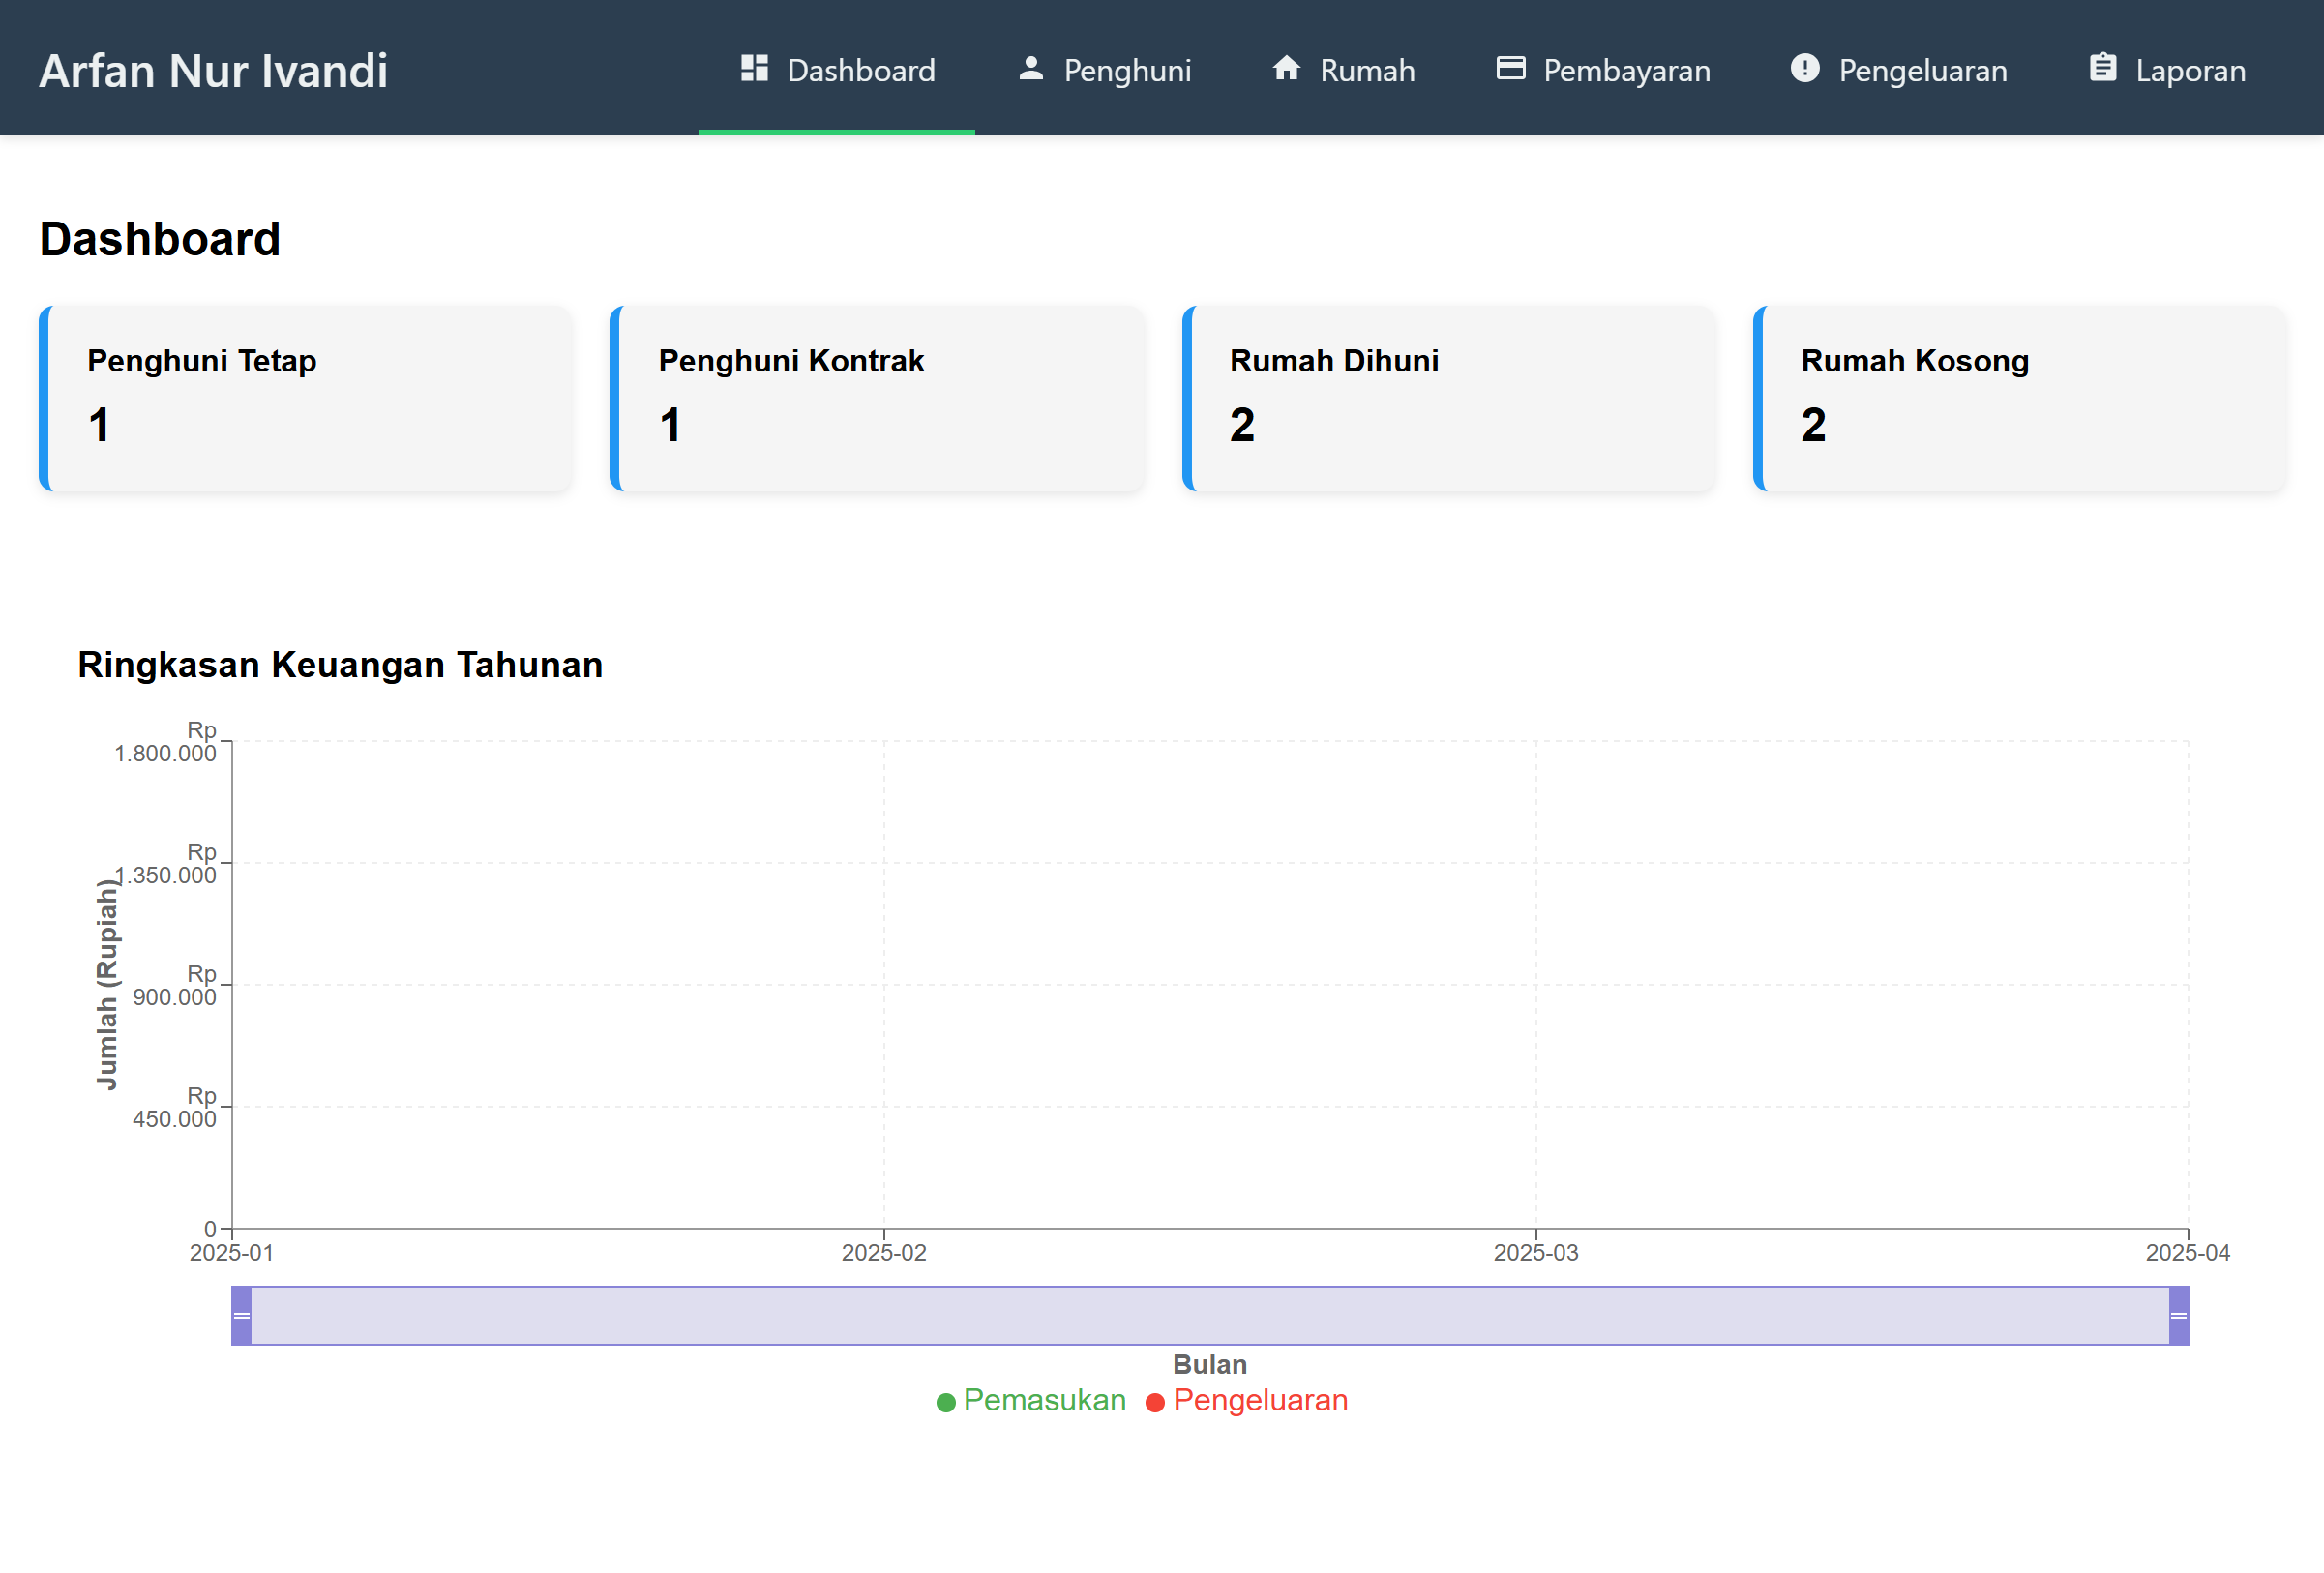 Arfan Nur Ivandi
Dashboard
Penghuni
Rumah
Pembayaran
Pengeluaran
Laporan
Dashboard
Penghuni Tetap
1
Penghuni Kontrak
1
Rumah Dihuni
2
Rumah Kosong
2
Ringkasan Keuangan Tahunan
Jumlah (Rupiah)
Rp
1.800.000
Rp
1.350.000
Rp
900.000
Rp
450.000
0
2025-01
2025-02
2025-03
2025-04
Bulan
Pemasukan
Pengeluaran